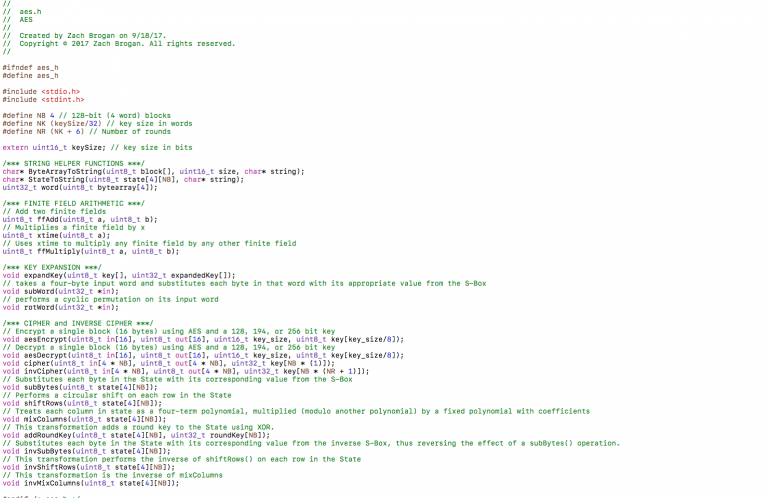 //
//  aes.h
//  AES
//
//  Created by Zach Brogan on 9/18/17.
//  Copyright © 2017 Zach Brogan. All rights reserved.
//
#ifndef aes_h
#define aes_h
#include <stdio.h>
#include <stdint.h>
#define NB 4 // 128-bit (4 word) blocks
#define NK (keySize/32) // key size in words
#define NR (NK + 6) // Number of rounds
extern uint16_t keySize; // key size in bits
/*** STRING HELPER FUNCTIONS ***/
char* ByteArrayToString(uint8_t block[], uint16_t size, char* string);
char* StateToString(uint8_t state[4][NB], char* string);
uint32_t word(uint8_t bytearray[4]);
/*** FINITE FIELD ARITHMETIC ***/
// Add two finite fields
uint8_t ffAdd(uint8_t a, uint8_t b);
// Multiplies a finite field by x
uint8_t xtime(uint8_t a);
// Uses xtime to multiply any finite field by any other finite field
uint8_t ffMultiply(uint8_t a, uint8_t b);
/*** KEY EXPANSION ***/
void expandKey(uint8_t key[], uint32_t expandedKey[]);
// takes a four-byte input word and substitutes each byte in that word with its appropriate value from the S-Box
void subWord(uint32_t *in);
// performs a cyclic permutation on its input word
void rotWord(uint32_t *in);
/*** CIPHER and INVERSE CIPHER ***/
// Encrypt a single block (16 bytes) using AES and a 128, 194, or 256 bit key
void aesEncrypt(uint8_t in[16], uint8_t out[16], uint16_t key_size, uint8_t key[key_size/8]);
// Decrypt a single block (16 bytes) using AES and a 128, 194, or 256 bit key
void aesDecrypt(uint8_t in[16], uint8_t out[16], uint16_t key_size, uint8_t key[key_size/8]);
void cipher(uint8_t in[4 * NB], uint8_t out[4 * NB], uint32_t key[NB * (1)]);
void invCipher(uint8_t in[4 * NB], uint8_t out[4 * NB], uint32_t key[NB * (NR + 1)]);
// Substitutes each byte in the State with its corresponding value from the S-Box
void subBytes(uint8_t state[4][NB]);
// Performs a circular shift on each row in the State
void shiftRows(uint8_t state[4][NB]);
// Treats each column in state as a four-term polynomial, multiplied (modulo another polynomial) by a fixed polynomial with coefficients
void mixColumns(uint8_t state[4][NB]);
// This transformation adds a round key to the State using XOR.
void addRoundKey(uint8_t state[4][NB], uint32_t roundKey[NB]);
// Substitutes each byte in the State with its corresponding value from the inverse S-Box, thus reversing the effect of a subBytes() operation.
void invSubBytes(uint8_t state[4][NB]);
// This transformation performs the inverse of shiftRows() on each row in the State
void invShiftRows(uint8_t state[4][NB]);
// This transformation is the inverse of mixColumns
void invMixColumns(uint8_t state[4][NB]);